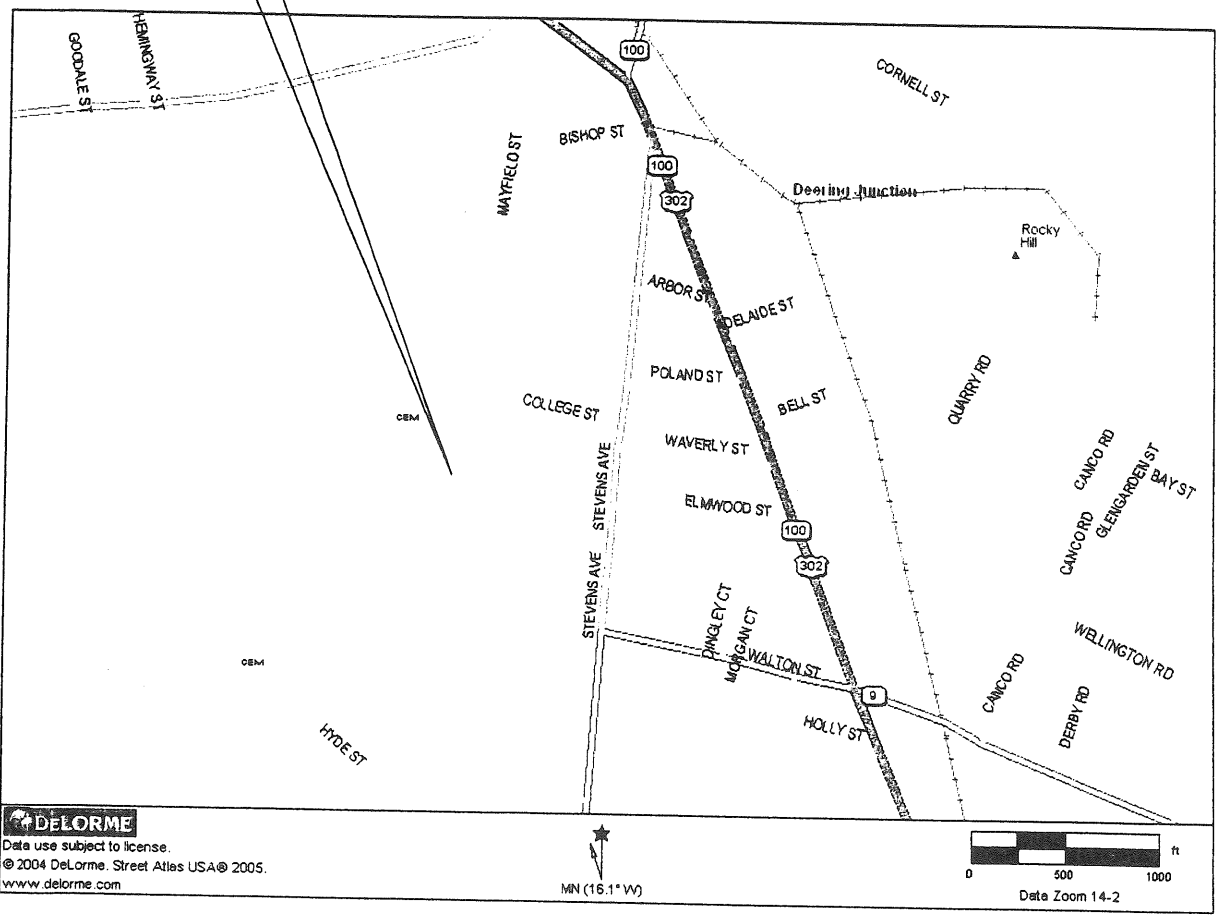 GOODALE ST
HEMINGWAY ST
100
CORNELL ST
BISHOP ST
MAYFIELD ST
100
302
Deering Junction
Rocky
Hill
ARBOR ST
DELAIDE ST
POLAND ST
BELL ST
QUARRY RD
COLLEGE ST
CEM
WAVERLY ST
STEVENS AVE
CANCO RD
GLENGARDEN ST
BAY ST
ELMWOOD ST
100
302
CANCO RD
STEVENS AVE
DINGLEY CT
MORGAN CT
WALTON ST
WELLINGTON RD
CEM
9
CANCO RD
DERBY RD
HOLLY ST
HYDE ST
DELORME
Data use subject to license.
© 2004 DeLorme. Street Atlas USA® 2005.
www.delorme.com
MN (16.1° W)
ft
0 500 1000
Data Zoom 14-2